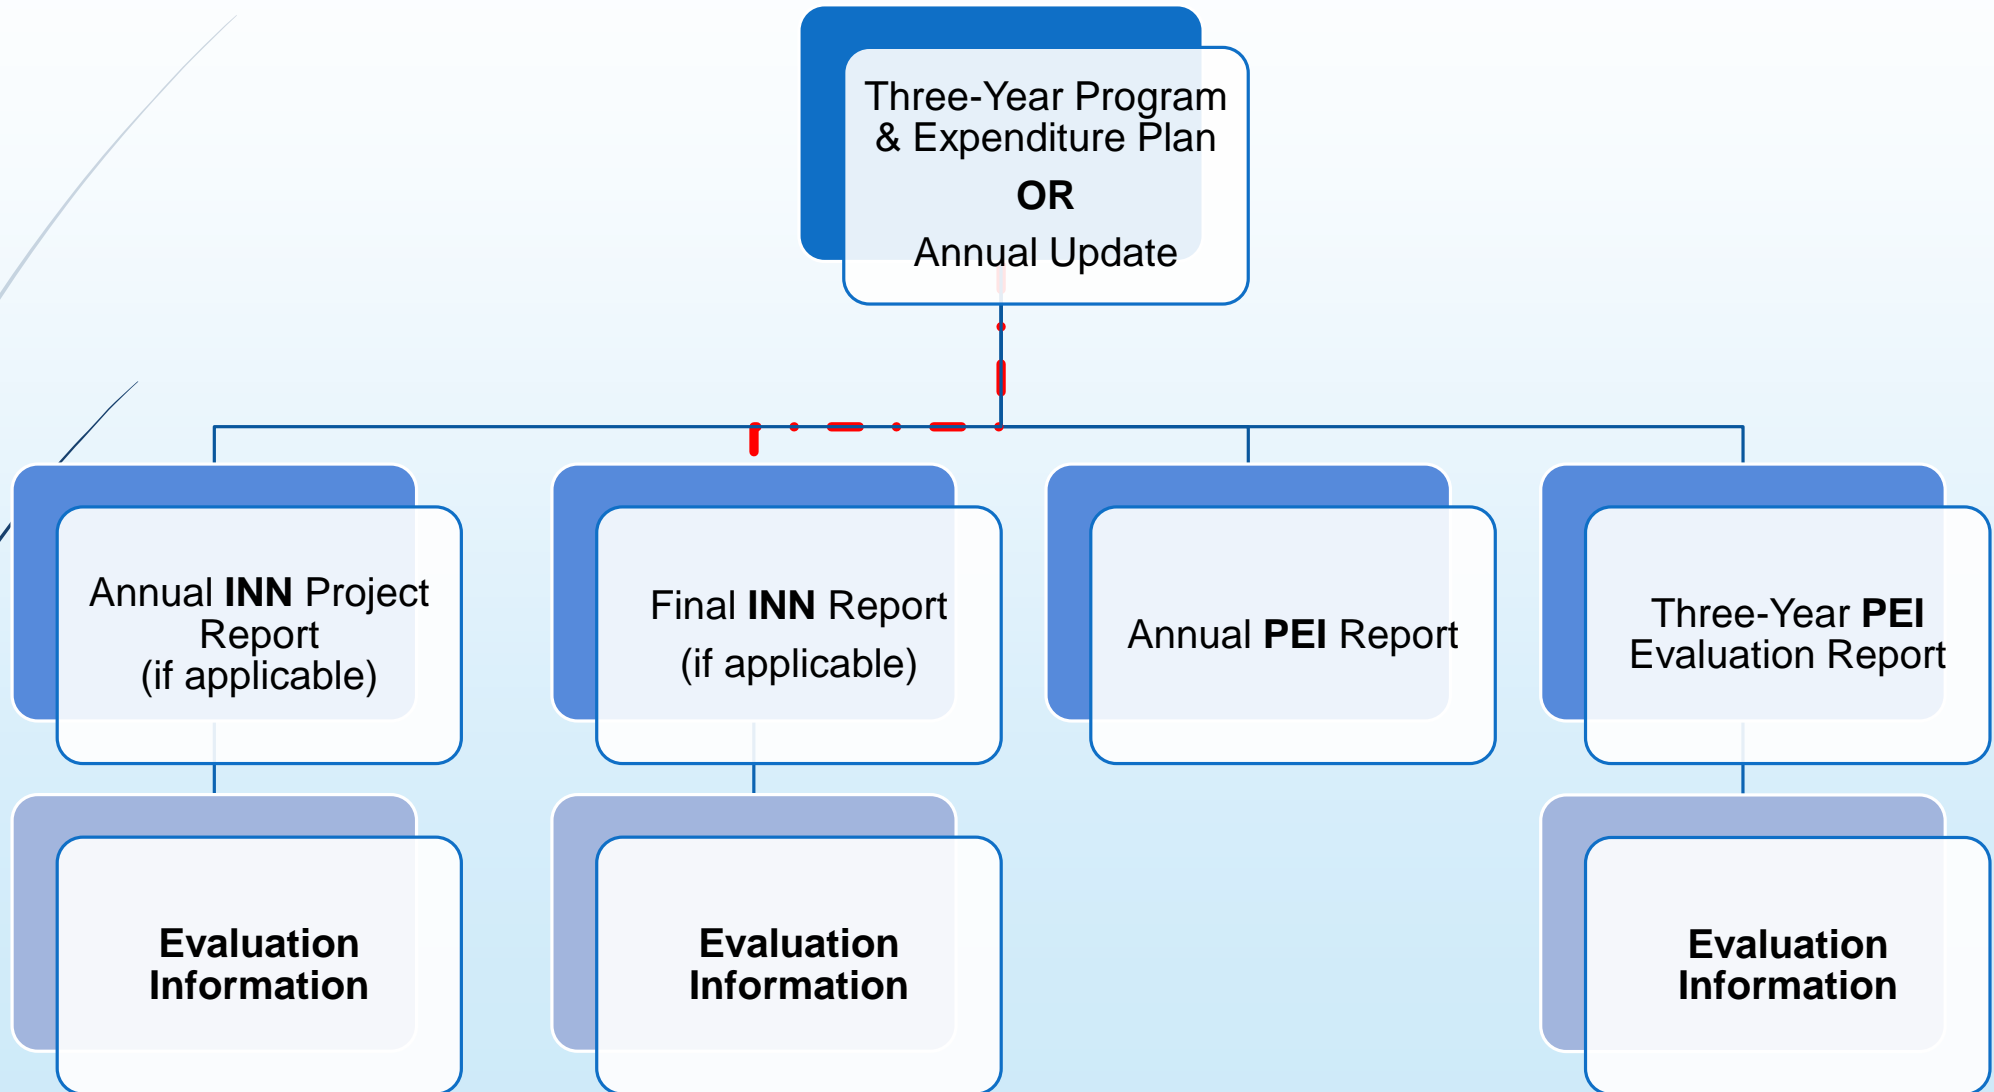 Three-Year Program
& Expenditure Plan
OR
Annual Update
Annual INN Project
Report
(if applicable)
Final INN Report
(if applicable)
Annual PEI Report
Three-Year PEI
Evaluation Report
Evaluation
Information
Evaluation
Information
Evaluation
Information